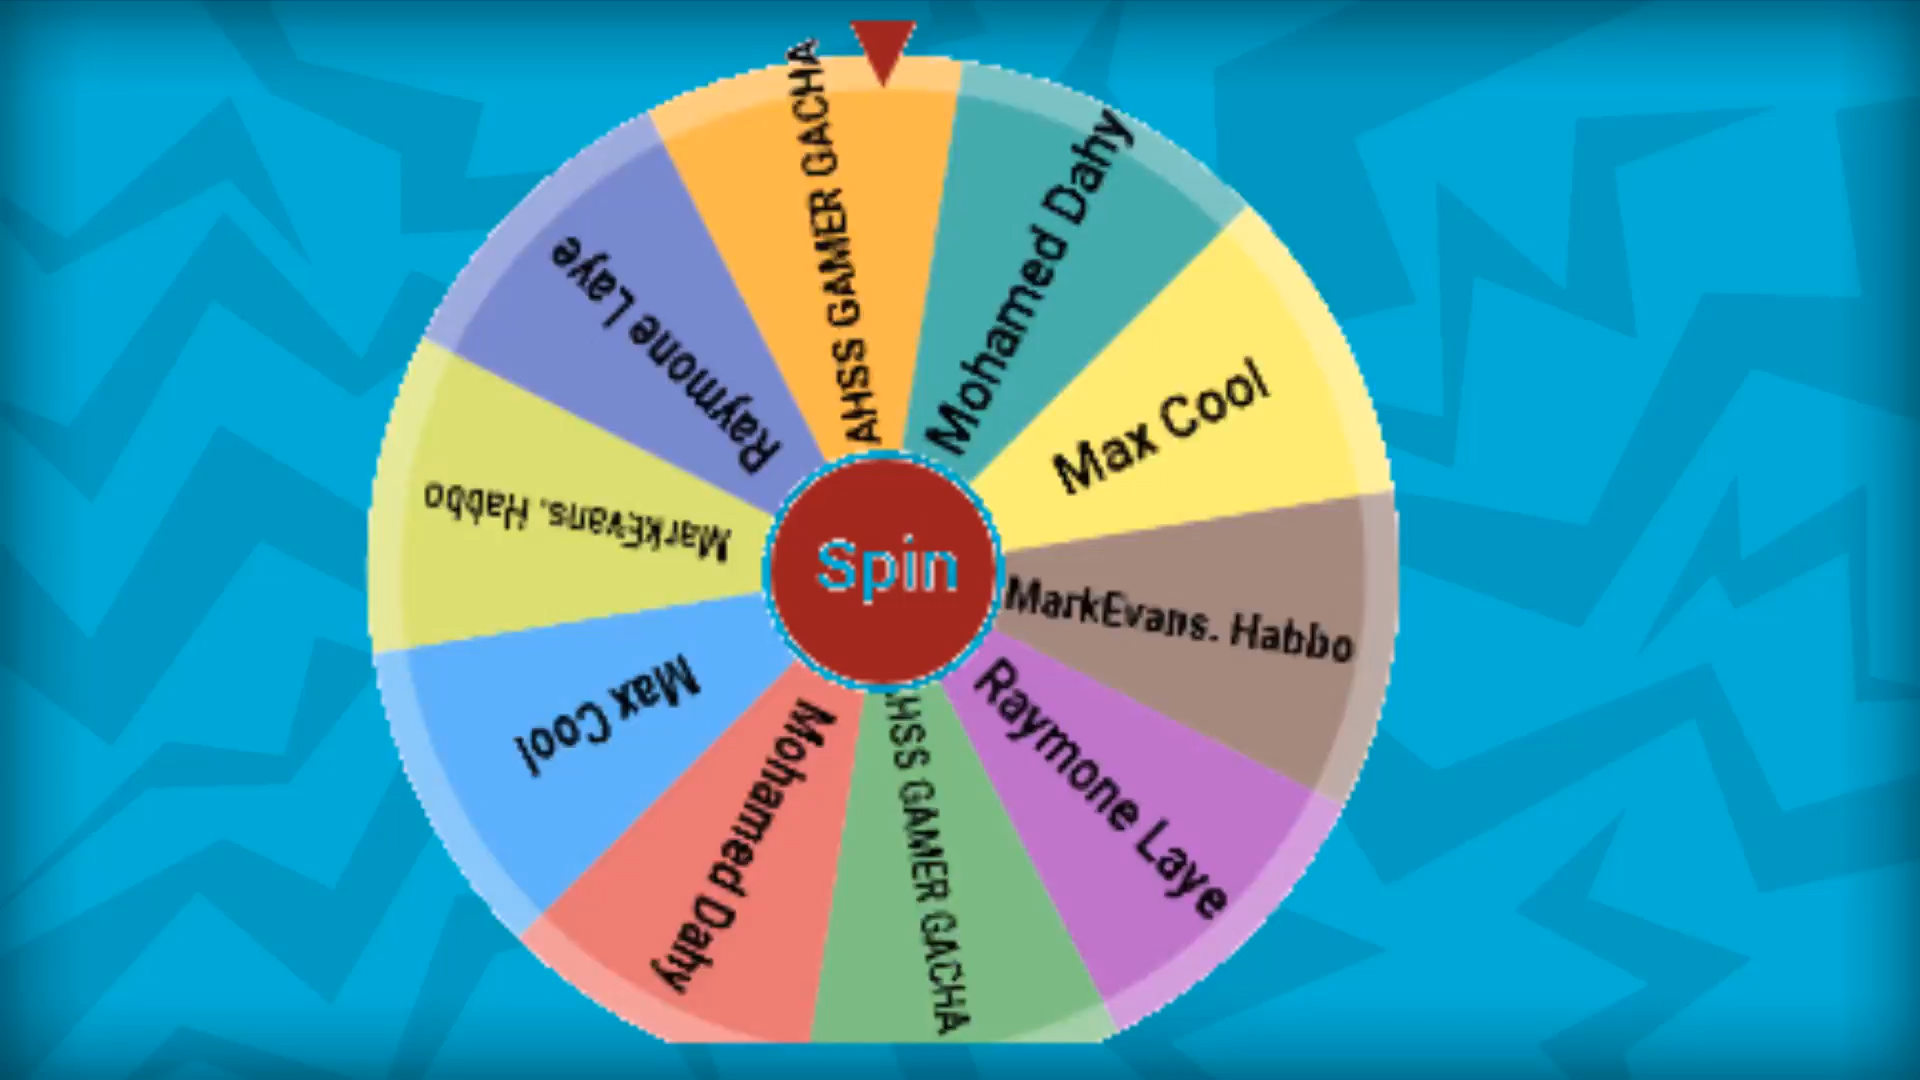 AHSS GAMER GACHA
Mohamed Dahy
Max Cool
MarkEvans. Habbo
Raymone Laye
HSS GAMER GACHA
Mohamed Dahy
Max Cool
MarkEvans. Habbo
Raymone Laye
Spin